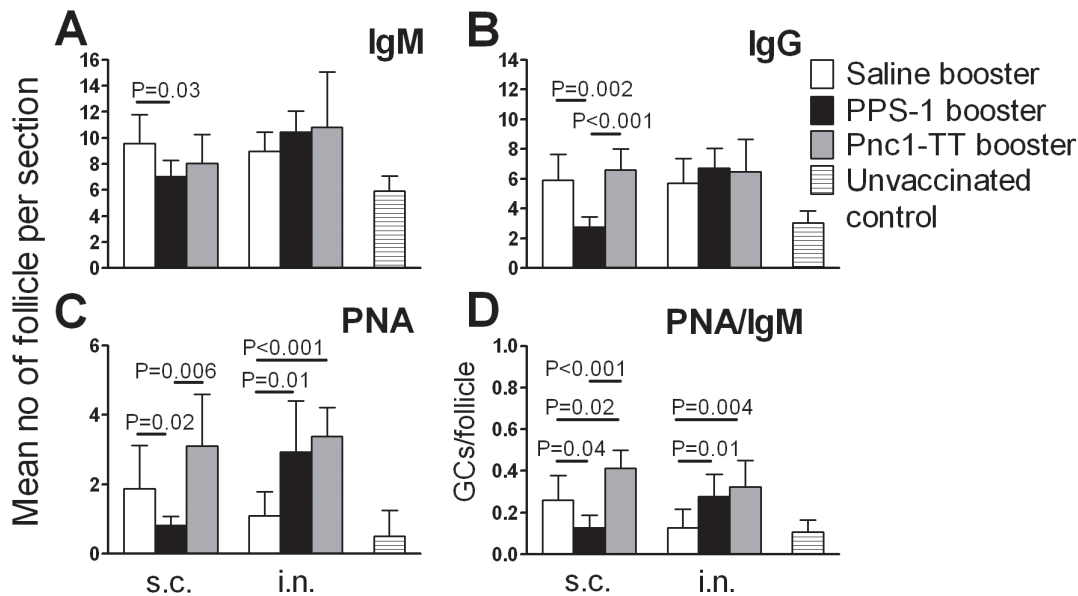 A
IgM
Mean no of follicle per section
16
14
12
10
8
6
4
2
0
P=0.03
B
IgG
14
12
10
8
6
4
2
0
P=0.002
P<0.001
Saline booster
PPS-1 booster
Pnc1-TT booster
Unvaccinated
control
C
PNA
6
4
2
0
P=0.006
P=0.02
P<0.001
P=0.01
s.c.
i.n.
D
PNA/IgM
GCs/follicle
1.0
0.8
0.6
0.4
0.2
0.0
P<0.001
P=0.02
P=0.04
P=0.004
P=0.01
s.c.
i.n.